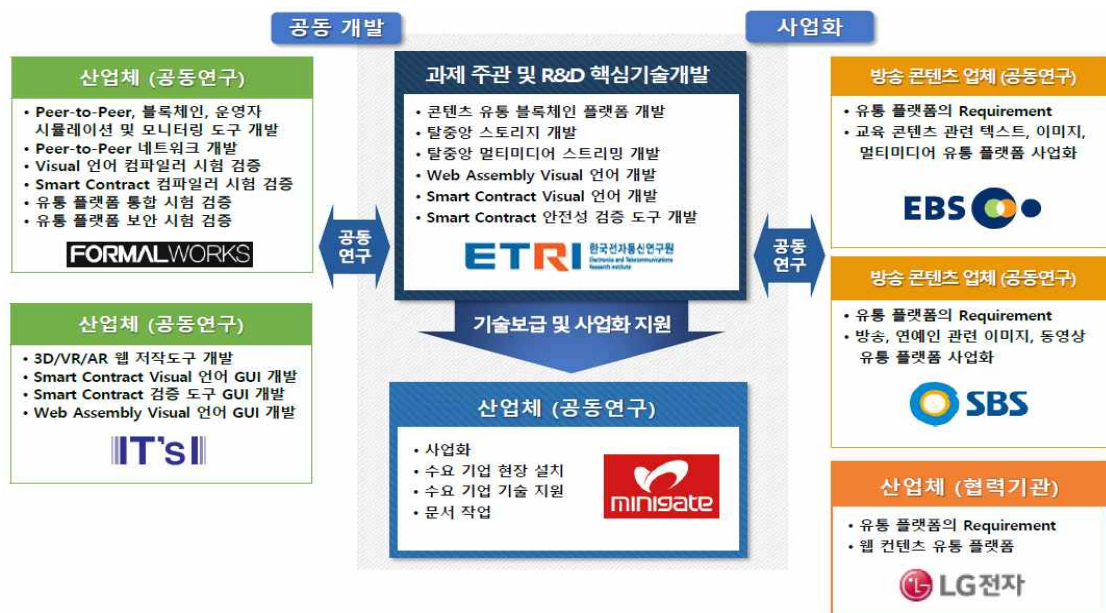 공동 개발
사업화
산업체 (공동연구)
• Peer-to-Peer, 블록체인, 운영자
시뮬레이션 및 모니터링 도구 개발
• Peer-to-Peer 네트워크 개발
• Visual 언어 컴파일러 시험 검증
• Smart Contract 컴파일러 시험 검증
• 유통 플랫폼 통합 시험 검증
• 유통 플랫폼 보안 시험 검증
FORMALWORKS
산업체 (공동연구)
• 3D/VR/AR 웹 저작도구 개발
• Smart Contract Visual 언어 GUI 개발
• Smart Contract 검증 도구 GUI 개발
• Web Assembly Visual 언어 GUI 개발
IT'sI
공동
연구
과제 주관 및 R&D 핵심기술개발
• 콘텐츠 유통 블록체인 플랫폼 개발
• 탈중앙 스토리지 개발
• 탈중앙 멀티미디어 스트리밍 개발
• Web Assembly Visual 언어 개발
• Smart Contract Visual 언어 개발
• Smart Contract 안전성 검증 도구 개발
ETRI 한국전자통신연구원
Electronics and Telecommunications
Research Institute
기술보급 및 사업화 지원
산업체 (공동연구)
• 사업화
• 수요 기업 현장 설치
• 수요 기업 기술 지원
• 문서 작업
minigate
공동
연구
방송 콘텐츠 업체 (공동연구)
• 유통 플랫폼의 Requirement
• 교육 콘텐츠 관련 텍스트, 이미지,
멀티미디어 유통 플랫폼 사업화
EBS
방송 콘텐츠 업체 (공동연구)
• 유통 플랫폼의 Requirement
• 방송, 연예인 관련 이미지, 동영상
유통 플랫폼 사업화
SBS
산업체 (협력기관)
• 유통 플랫폼의 Requirement
• 웹 컨텐츠 유통 플랫폼
LG전자